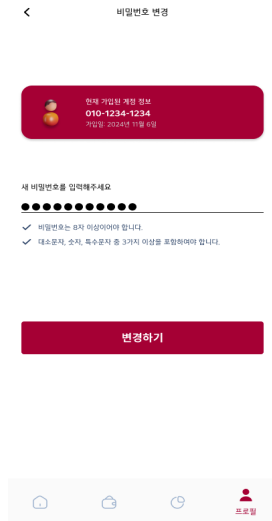 비밀번호 변경
현재 가입된 계정 정보
010-1234-1234
가입일: 2024년 11월 6일
새 비밀번호를 입력해주세요
●●●●●●●●●●●
비밀번호는 8자 이상이어야 합니다.
대소문자, 숫자, 특수문자 중 3가지 이상을 포함하여야 합니다.
변경하기
프로필